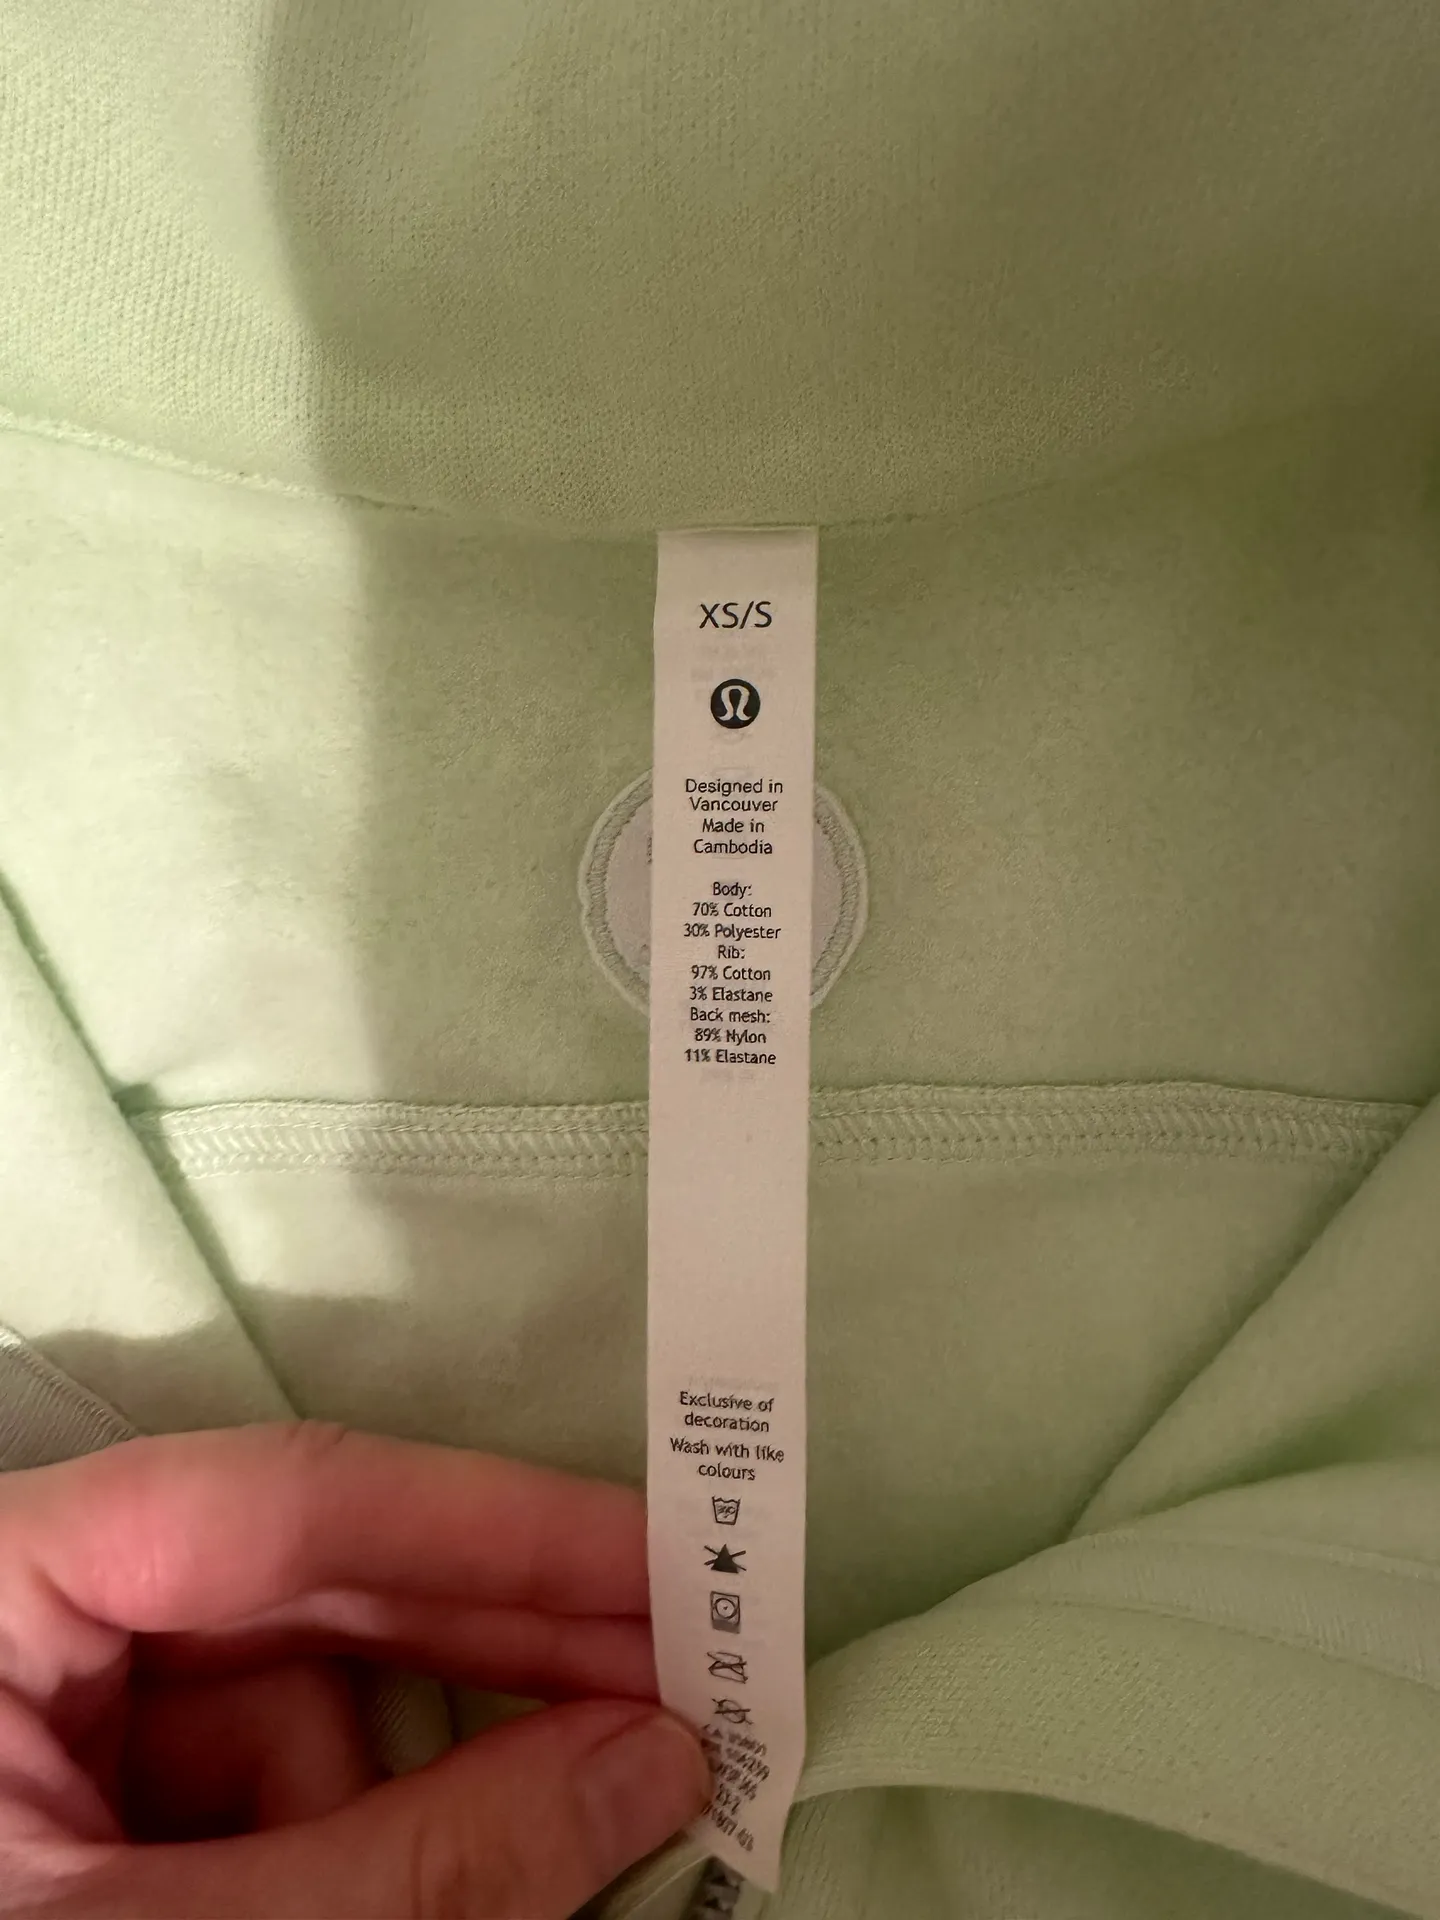 XS/S
Designed in
Vancouver
Made in
Cambodia
Body:
70% Cotton
30% Polyester
Rib:
97% Cotton
3% Elastane
Back mesh:
89% Nylon
11% Elastane
Exclusive of
decoration
Wash with like
colours